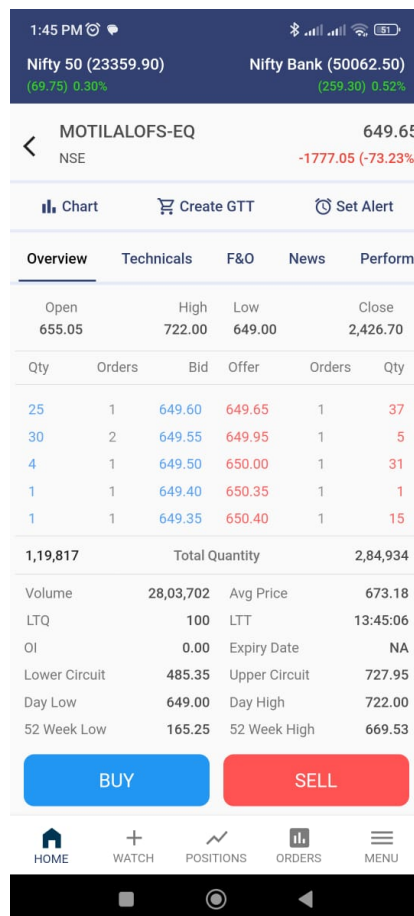 1:45 PM 51
Nifty 50 (23359.90) Nifty Bank (50062.50)
(69.75) 0.30% (259.30) 0.52%
MOTILALOFS-EQ 649.65
NSE -1777.05 (-73.23%
Chart Create GTT Set Alert
Overview Technicals F&O News Perform
Open High Low Close
655.05 722.00 649.00 2,426.70
Qty Orders Bid Offer Orders Qty
25 1 649.60 649.65 1 37
30 2 649.55 649.95 1 5
4 1 649.50 650.00 1 31
1 1 649.40 650.35 1 1
1 1 649.35 650.40 1 15
1,19,817 Total Quantity 2,84,934
Volume 28,03,702 Avg Price 673.18
LTQ 100 LTT 13:45:06
OI 0.00 Expiry Date NA
Lower Circuit 485.35 Upper Circuit 727.95
Day Low 649.00 Day High 722.00
52 Week Low 165.25 52 Week High 669.53
BUY SELL
HOME WATCH POSITIONS ORDERS MENU